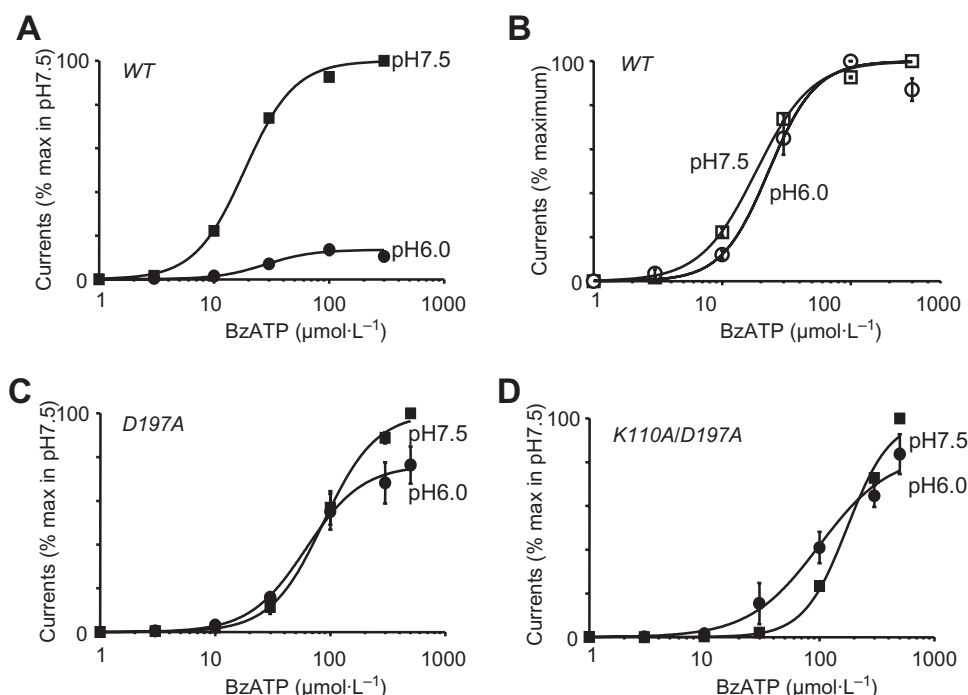 A
WT
Currents (% max in pH7.5)
100
0
pH7.5
pH6.0
1
10
100
1000
BzATP (µmol·L–1)
B
WT
Currents (% maximum)
100
0
pH7.5
pH6.0
1
10
100
1000
BzATP (µmol·L–1)
C
D197A
Currents (% max in pH7.5)
100
0
pH7.5
pH6.0
1
10
100
1000
BzATP (µmol·L–1)
D
K110A/D197A
Currents (% max in pH7.5)
100
0
pH7.5
pH6.0
1
10
100
1000
BzATP (µmol·L–1)